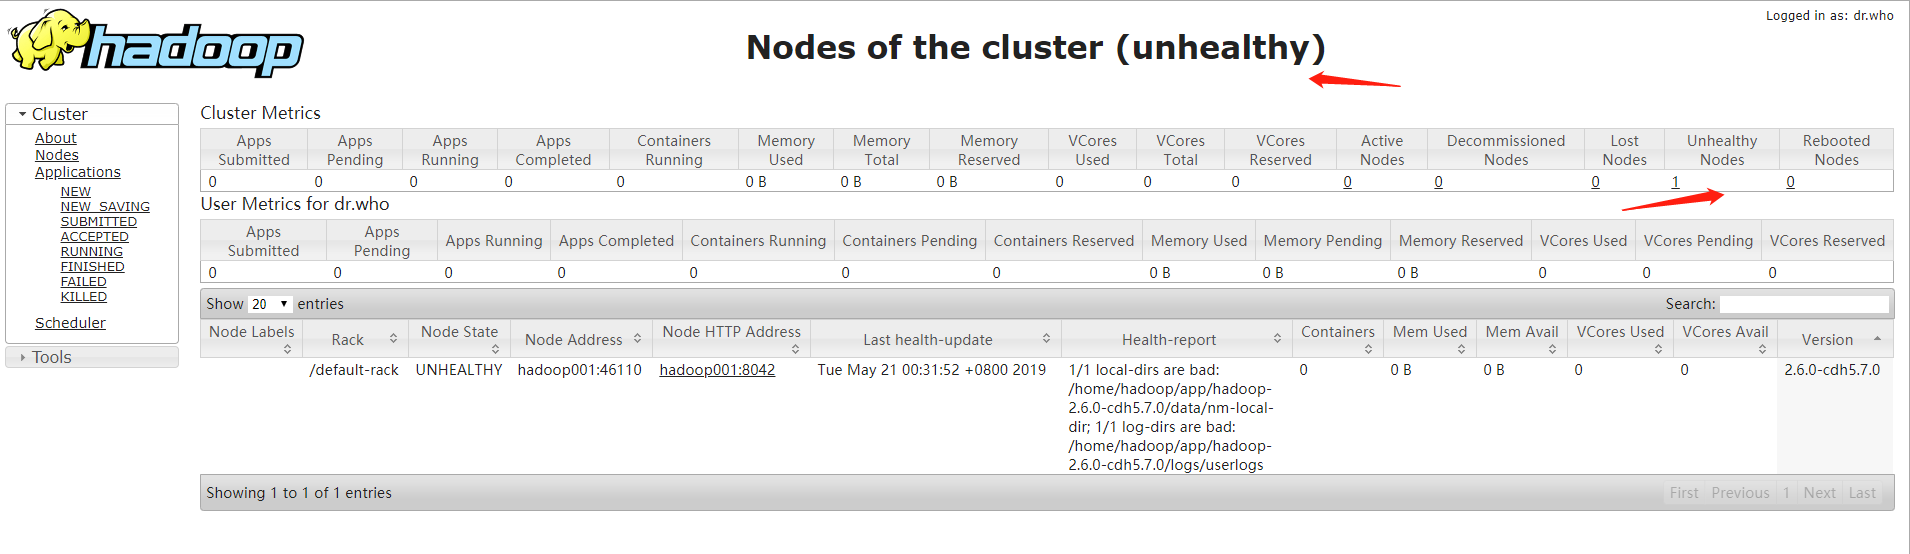 Logged in as: dr.who
hadoop
Nodes of the cluster (unhealthy)
Cluster
About
Nodes
Applications
NEW
NEW_SAVING
SUBMITTED
ACCEPTED
RUNNING
FINISHED
FAILED
KILLED
Scheduler
Tools
Cluster Metrics
Apps Submitted Apps Pending Apps Running Apps Completed Containers Running Memory Used Memory Total Memory Reserved VCores Used VCores Total VCores Reserved Active Nodes Decommissioned Nodes Lost Nodes Unhealthy Nodes Rebooted Nodes
0 0 0 0 0 0 B 0 B 0 B 0 0 0 0 0 0 1 0
User Metrics for dr.who
Apps Submitted Apps Pending Apps Running Apps Completed Containers Running Containers Pending Containers Reserved Memory Used Memory Pending Memory Reserved VCores Used VCores Pending VCores Reserved
0 0 0 0 0 0 0 0 B 0 B 0 B 0 0 0
Show 20 entries Search:
Node Labels Rack Node State Node Address Node HTTP Address Last health-update Health-report Containers Mem Used Mem Avail VCores Used VCores Avail Version
/default-rack UNHEALTHY hadoop001:46110 hadoop001:8042 Tue May 21 00:31:52 +0800 2019 1/1 local-dirs are bad: 0 0 B 0 B 0 0 2.6.0-cdh5.7.0
/home/hadoop/app/hadoop-
2.6.0-cdh5.7.0/data/nm-local-
dir; 1/1 log-dirs are bad:
/home/hadoop/app/hadoop-
2.6.0-cdh5.7.0/logs/userlogs
Showing 1 to 1 of 1 entries First Previous 1 Next Last